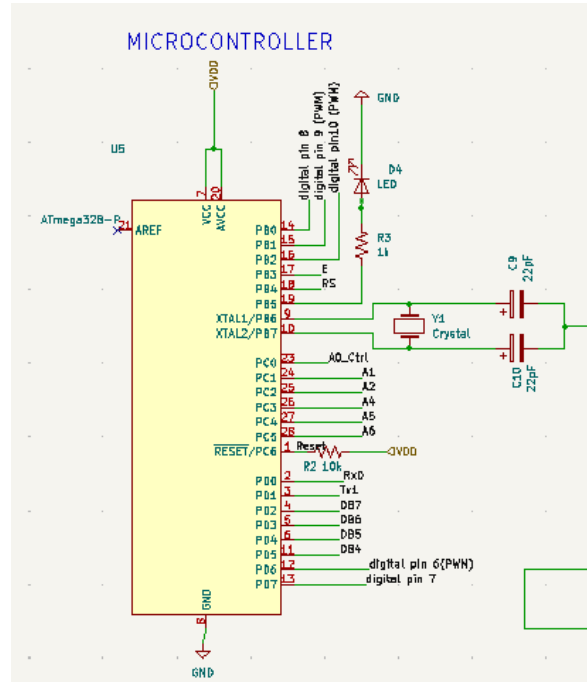 MICROCONTROLLER
VDD
GND
U5
digital pin 8
digital pin 9 (PWM)
digital pin10 (PWM)
D4
LED
7
20
VCC
AVCC
ATmega328-P
21
AREF
PB0
14
PB1
15
PB2
16
PB3
17
E
PB4
18
RS
PB5
19
XTAL1/PB6
9
XTAL2/PB7
10
R3
1k
Y1
Crystal
C9
22pF
C10
22pF
PC0
23
A0_Ctrl
PC1
24
A1
PC2
25
A2
PC3
26
A4
PC4
27
A5
PC5
28
A6
RESET/PC6
1
Reset
R2 10k
VDD
PD0
2
RxD
PD1
3
PD2
4
DB7
PD3
5
DB6
PD4
6
DB5
PD5
11
DB4
PD6
12
digital pin 6(PWN)
PD7
13
digital pin 7
GND
8
GND